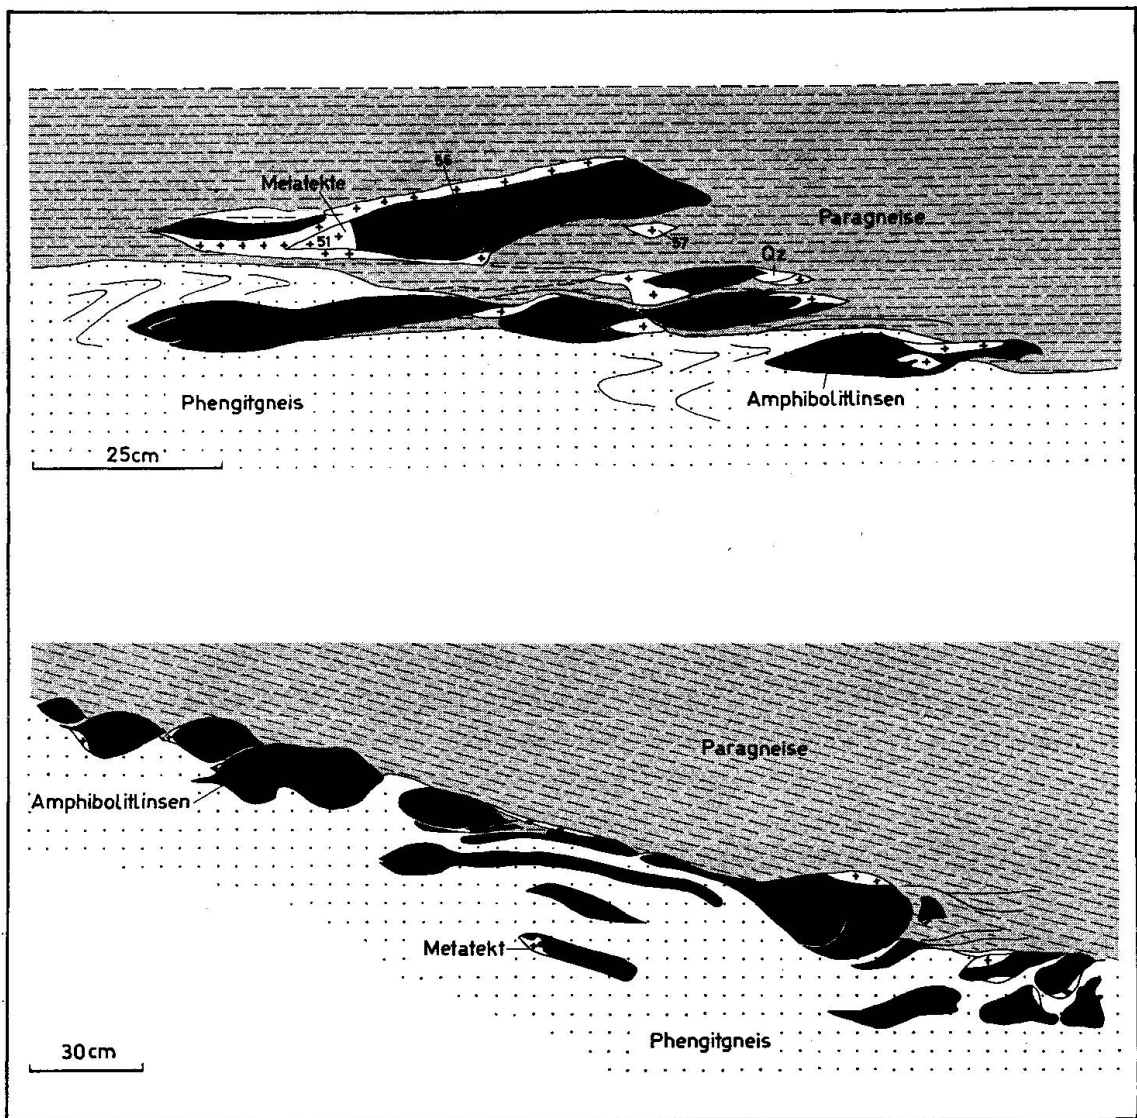 56
Metatekte
51
Paragneise
57
Qz
Phengitgneis
Amphibolitlinsen
25cm
Paragneise
Amphibolitlinsen
Metatekt
Phengitgneis
30cm